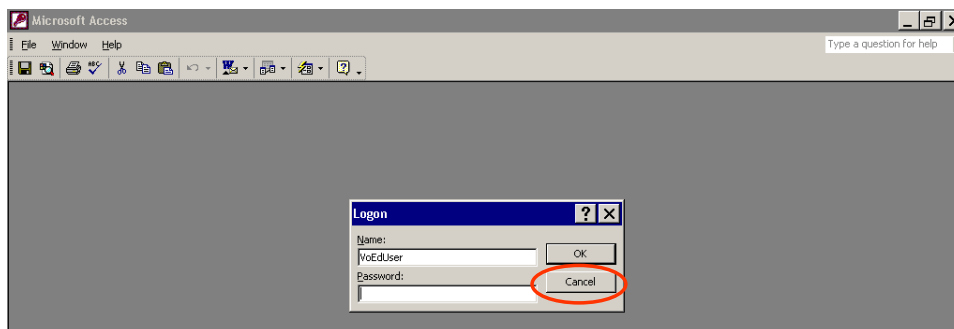 Microsoft Access
File Window Help
Type a question for help
Logon
Name:
VoEdUser
OK
Password:
Cancel